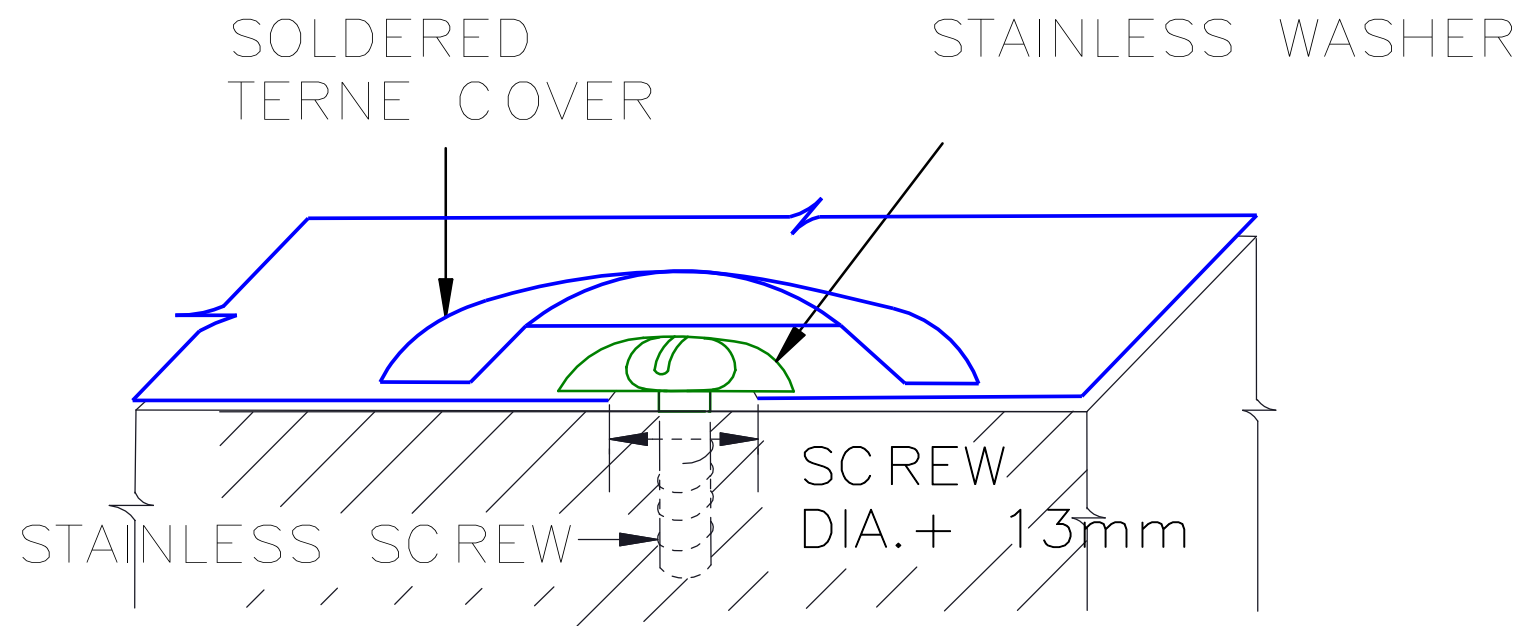 SOLDERED
TERNE COVER
STAINLESS WASHER
SCREW
DIA.+ 13mm
STAINLESS SCREW